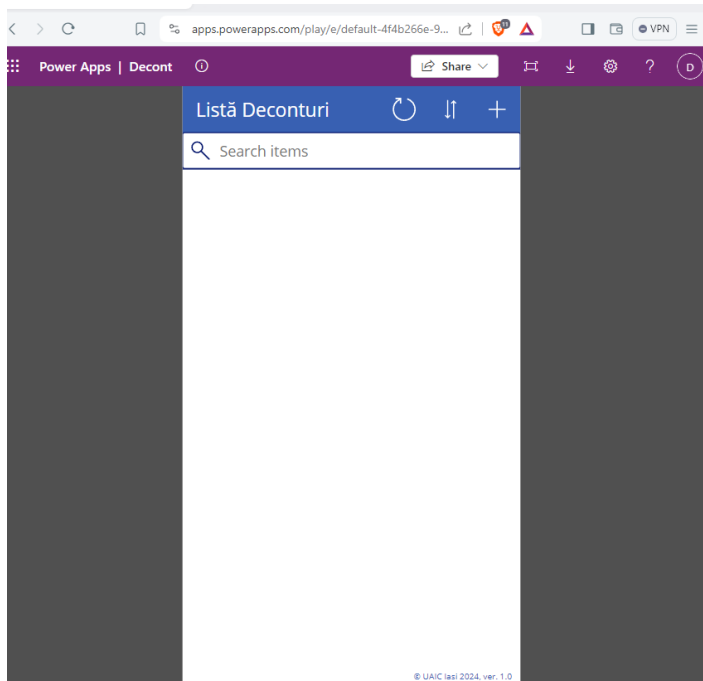 apps.powerapps.com/play/e/default-4f4b266e-9...
11
VPN
Power Apps | Decont
Share
?
D
Listă Deconturi
Search items
© UAIC Iasi 2024, ver. 1.0